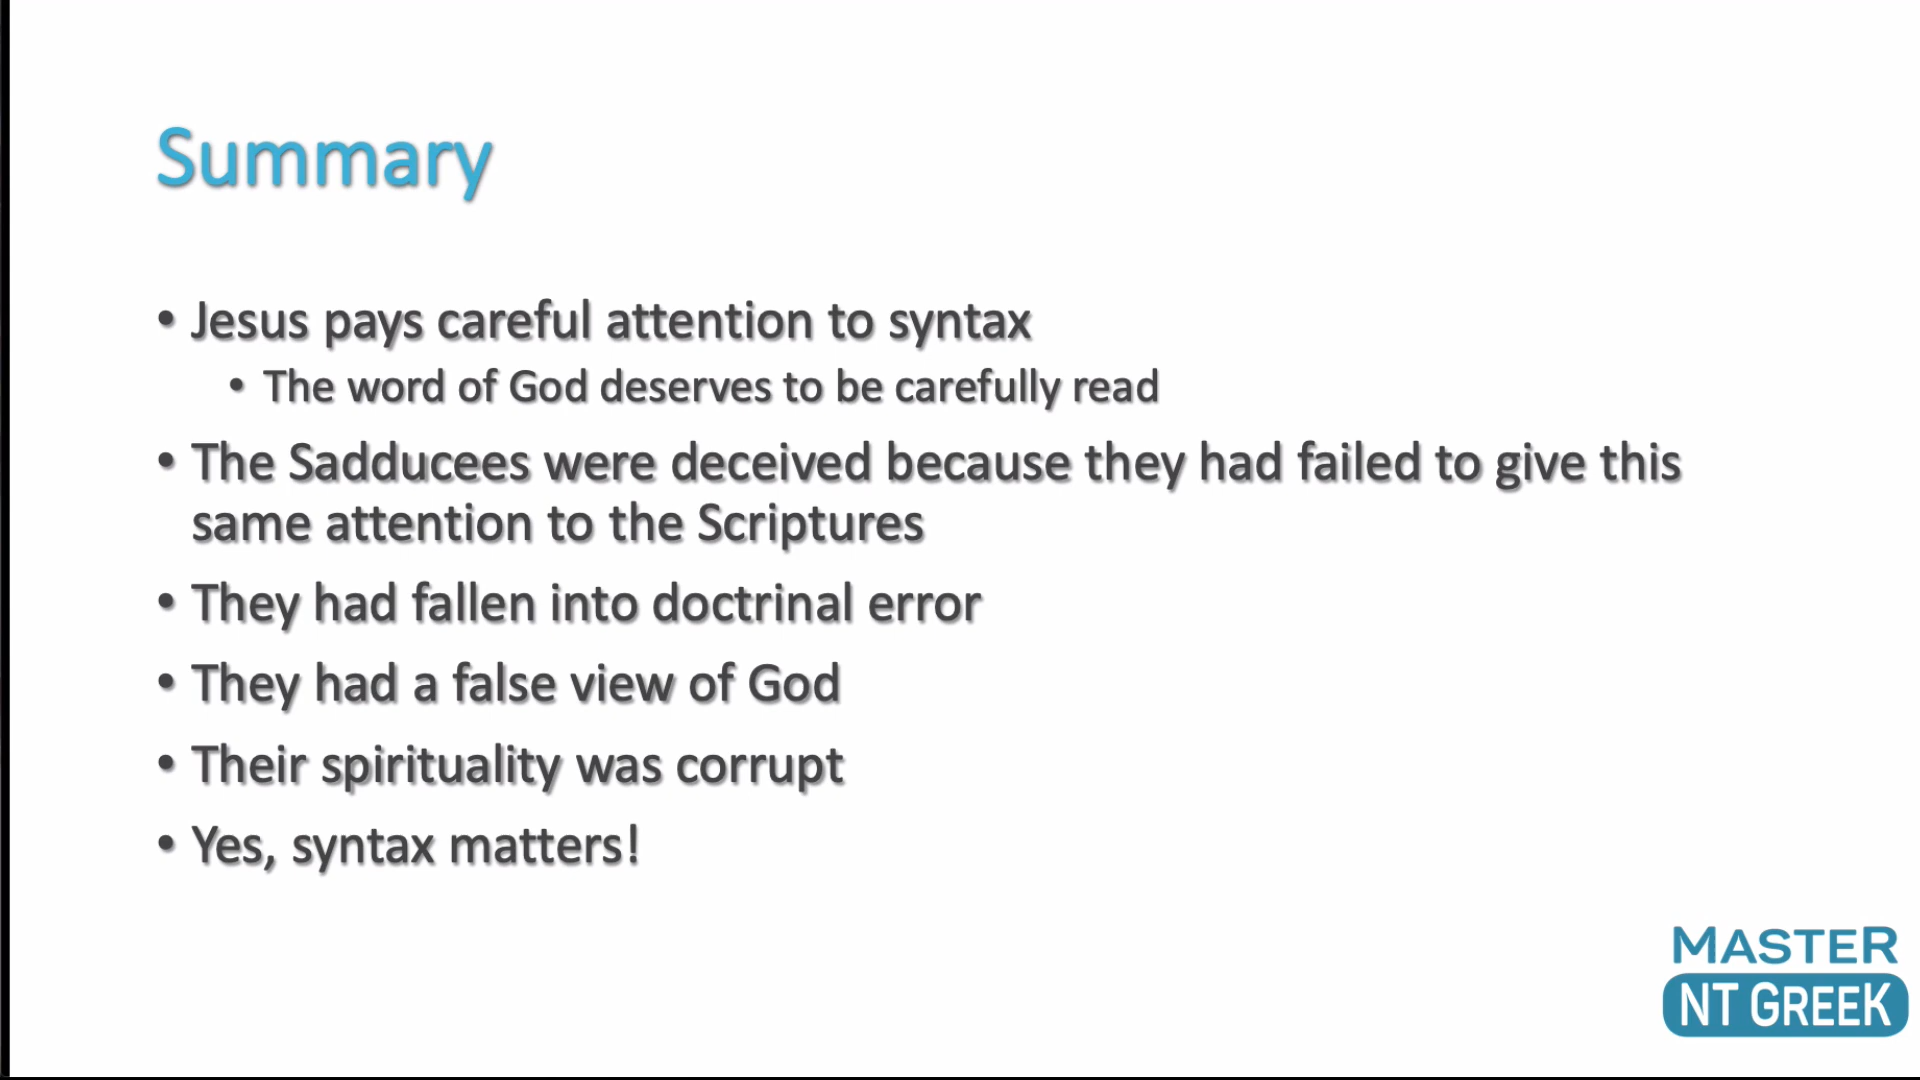 Summary
• Jesus pays careful attention to syntax
• The word of God deserves to be carefully read
• The Sadducees were deceived because they had failed to give this
same attention to the Scriptures
• They had fallen into doctrinal error
• They had a false view of God
• Their spirituality was corrupt
• Yes, syntax matters!
MASTER
NT GREEK